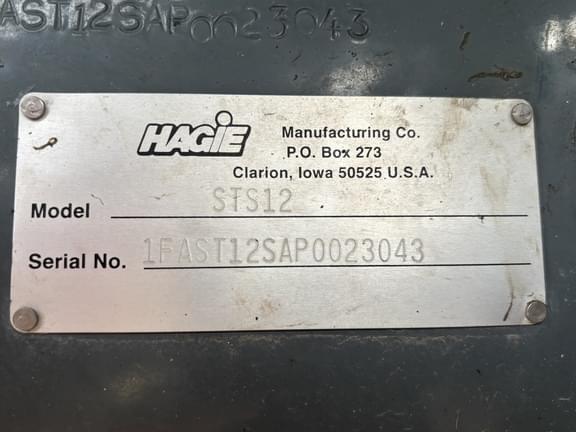 AST12SAP0023043
HAGIE
Manufacturing Co.
P.O. Box 273
Clarion, Iowa 50525 U.S.A.
Model STS12
Serial No. 1FAST12SAP0023043